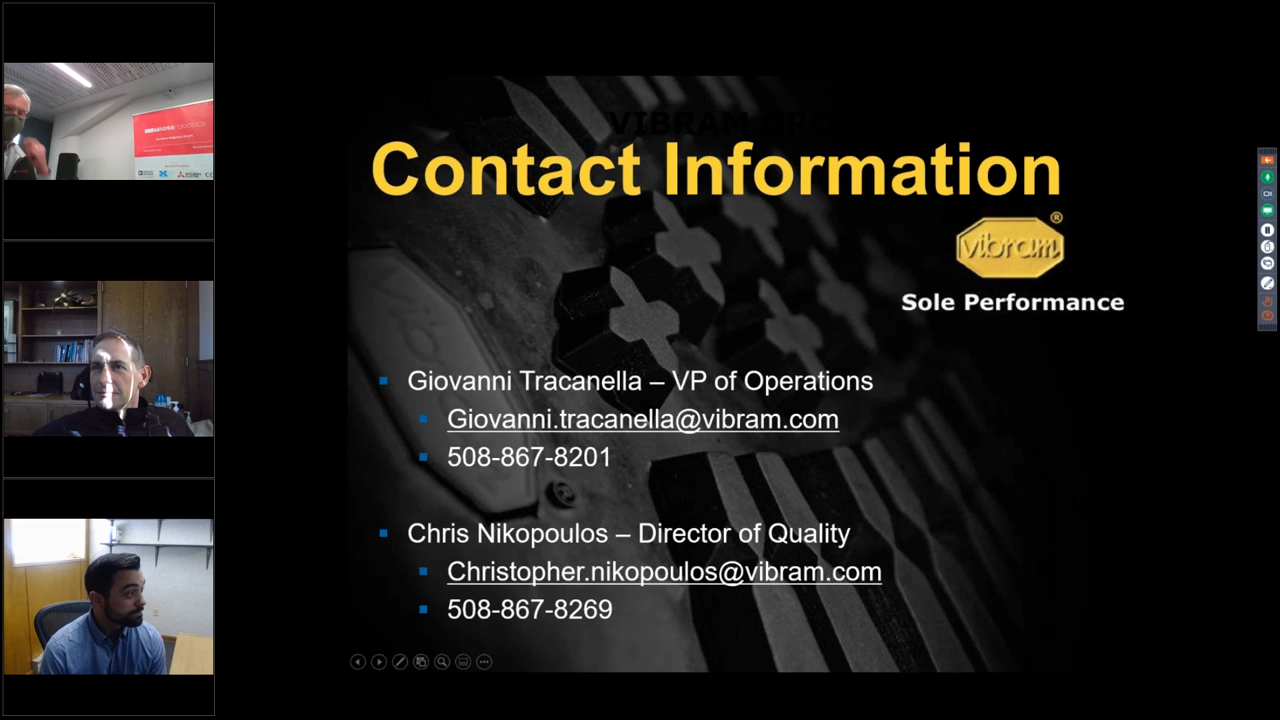 VIBRAM
Contact Information
vibram
®
Sole Performance
Giovanni Tracanella – VP of Operations
Giovanni.tracanella@vibram.com
508-867-8201
Chris Nikopoulos – Director of Quality
Christopher.nikopoulos@vibram.com
508-867-8269